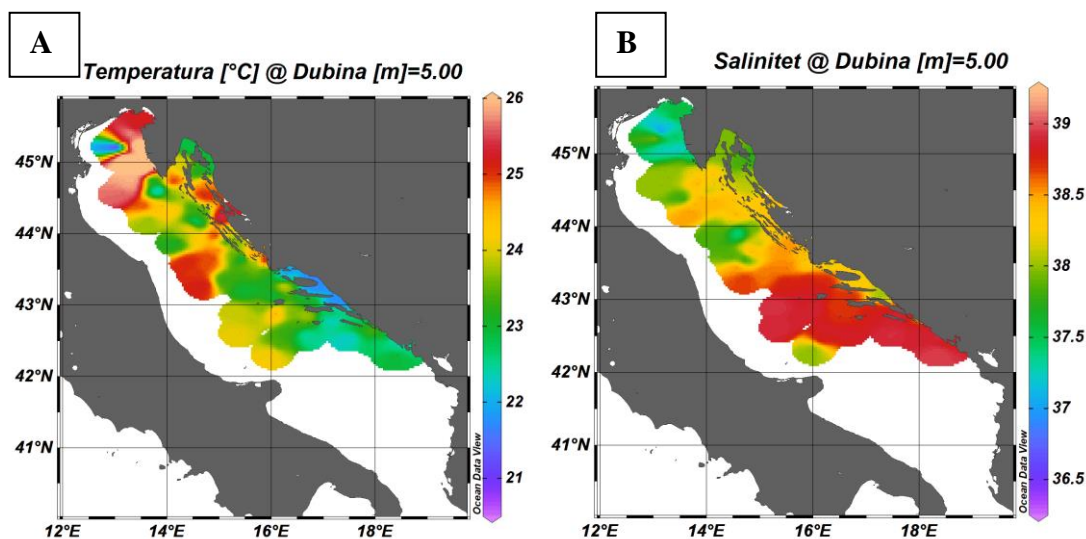 A
Temperatura [°C] @ Dubina [m]=5.00
45°N
44°N
43°N
42°N
41°N
12°E
14°E
16°E
18°E
26
25
24
23
22
21
Ocean Data View
B
Salinitet @ Dubina [m]=5.00
45°N
44°N
43°N
42°N
41°N
12°E
14°E
16°E
18°E
39
38.5
38
37.5
37
36.5
Ocean Data View